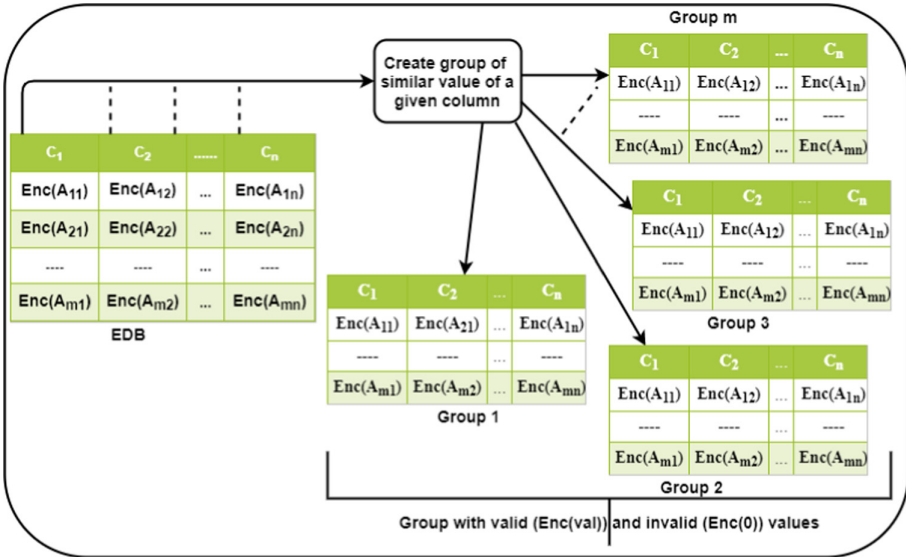 Group m
C1 C2 ... Cn
Enc(A11) Enc(A12) ... Enc(A1n)
---- ---- ... ----
Enc(Am1) Enc(Am2) ... Enc(Amn)
Create group of
similar value of a
given column
C1 C2 ...... Cn
Enc(A11) Enc(A12) ... Enc(A1n)
Enc(A21) Enc(A22) ... Enc(A2n)
---- ---- ... ----
Enc(Am1) Enc(Am2) ... Enc(Amn)
EDB
C1 C2 ... Cn
Enc(A11) Enc(A12) ... Enc(A1n)
---- ---- ... ----
Enc(Am1) Enc(Am2) ... Enc(Amn)
Group 3
C1 C2 ... Cn
Enc(A11) Enc(A21) ... Enc(A1n)
---- ---- ... ----
Enc(Am1) Enc(Am2) ... Enc(Amn)
Group 1
C1 C2 ... Cn
Enc(A11) Enc(A12) ... Enc(A1n)
---- ---- ... ----
Enc(Am1) Enc(Am2) ... Enc(Amn)
Group 2
Group with valid (Enc(val)) and invalid (Enc(0)) values